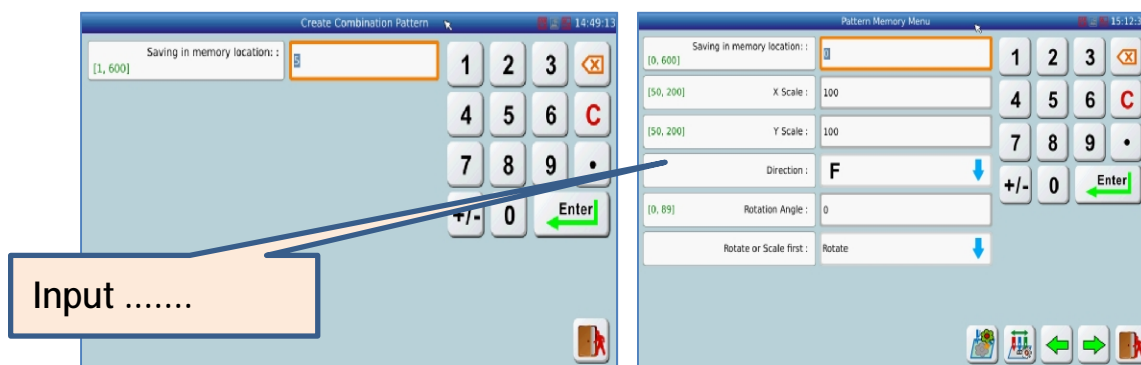 Create Combination Pattern 14:49:13
Saving in memory location: :
[1, 600]
5
1 2 3
4 5 6 C
7 8 9 •
+/- 0 Enter
Input .......
Pattern Memory Menu 15:12:3
Saving in memory location: :
[0, 600]
0
[50, 200] X Scale : 100
[50, 200] Y Scale : 100
Direction : F
[0, 89] Rotation Angle : 0
Rotate or Scale first : Rotate
1 2 3
4 5 6 C
7 8 9 •
+/- 0 Enter